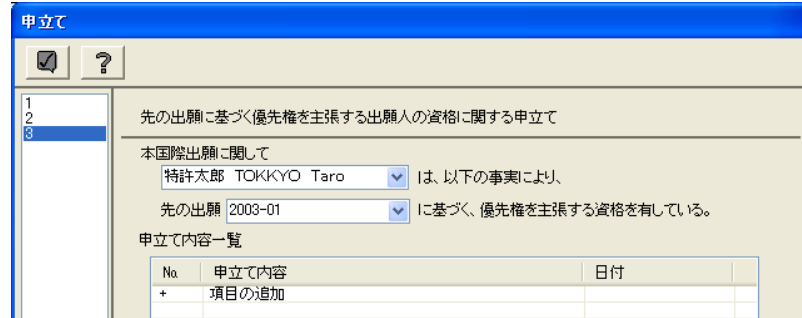 申立て
?
1
2
3
先の出願に基づく優先権を主張する出願人の資格に関する申立て
本国際出願に関して
特許太郎 TOKKYO Taro は、以下の事実により、
先の出願 2003-01 に基づく、優先権を主張する資格を有している。
申立て内容一覧
No. 申立て内容 日付
+ 項目の追加